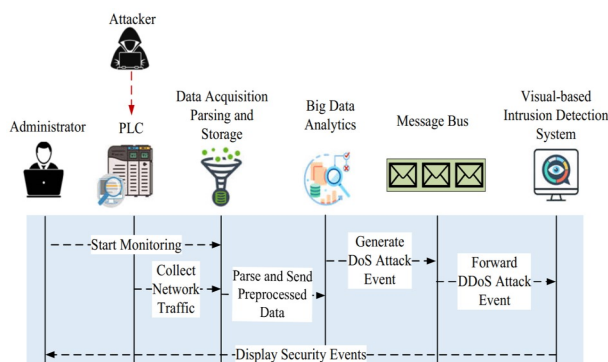 Attacker
Administrator
PLC
Data Acquisition
Parsing and
Storage
Big Data
Analytics
Message Bus
Visual-based
Intrusion Detection
System
Start Monitoring
Collect
Network
Traffic
Parse and Send
Preprocessed
Data
Generate
DoS Attack
Event
Forward
DDoS Attack
Event
Display Security Events